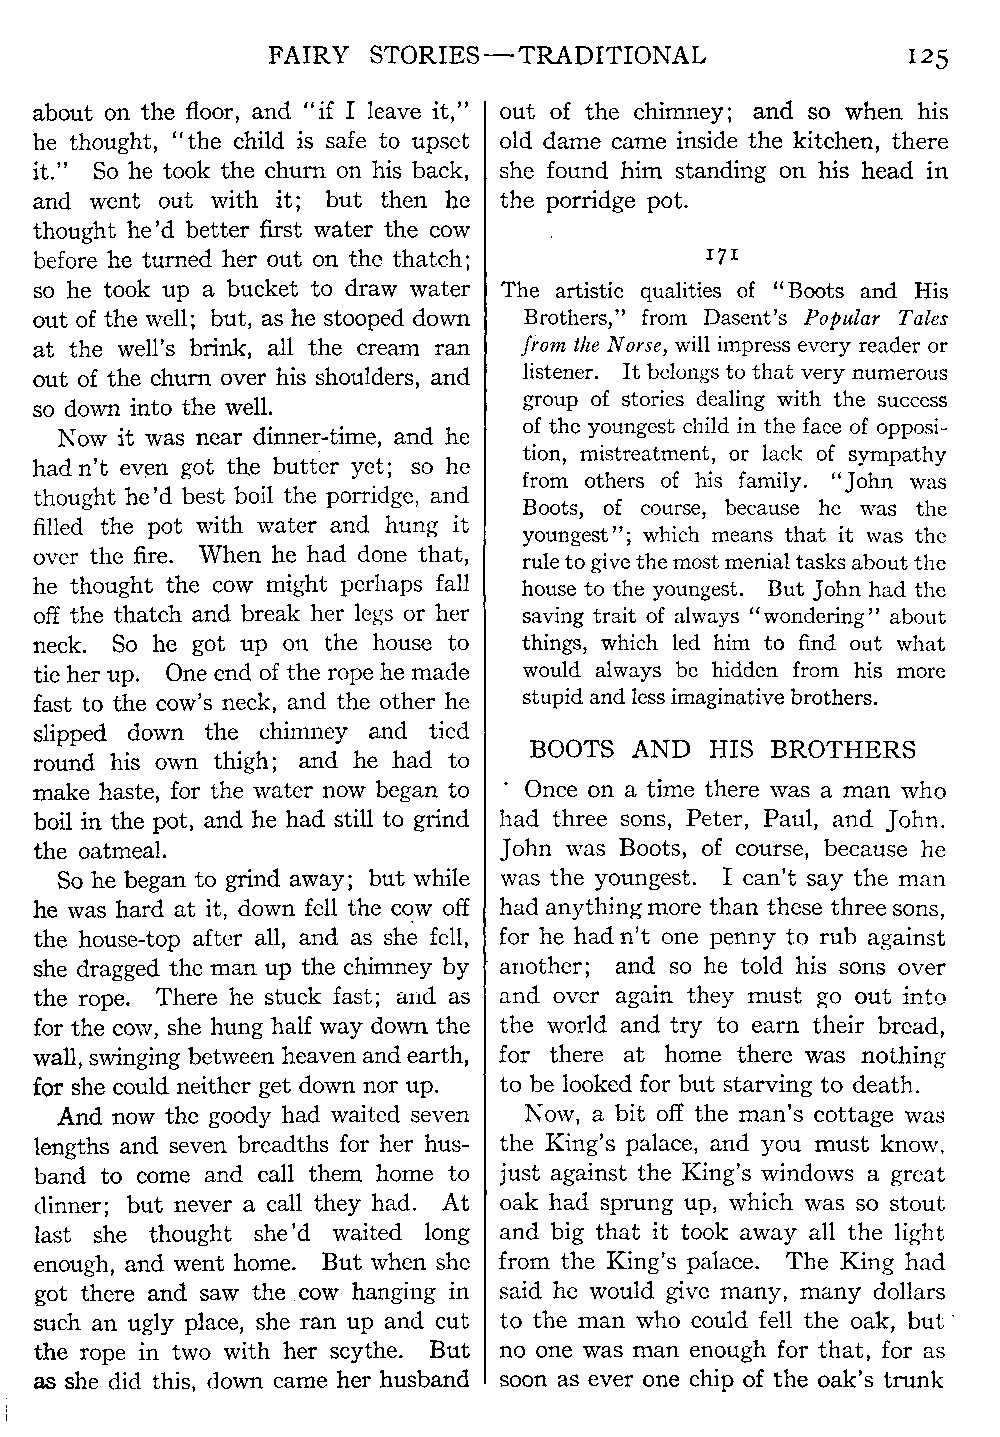 FAIRY STORIES—TRADITIONAL 125
about on the floor, and "if I leave it,"
he thought, "the child is safe to upset
it." So he took the churn on his back,
and went out with it; but then he
thought he'd better first water the cow
before he turned her out on the thatch;
so he took up a bucket to draw water
out of the well; but, as he stooped down
at the well's brink, all the cream ran
out of the churn over his shoulders, and
so down into the well.
Now it was near dinner-time, and he
had n't even got the butter yet; so he
thought he'd best boil the porridge, and
filled the pot with water and hung it
over the fire. When he had done that,
he thought the cow might perhaps fall
off the thatch and break her legs or her
neck. So he got up on the house to
tie her up. One end of the rope he made
fast to the cow's neck, and the other he
slipped down the chimney and tied
round his own thigh; and he had to
make haste, for the water now began to
boil in the pot, and he had still to grind
the oatmeal.
So he began to grind away; but while
he was hard at it, down fell the cow off
the house-top after all, and as she fell,
she dragged the man up the chimney by
the rope. There he stuck fast; and as
for the cow, she hung half way down the
wall, swinging between heaven and earth,
for she could neither get down nor up.
And now the goody had waited seven
lengths and seven breadths for her hus-
band to come and call them home to
dinner; but never a call they had. At
last she thought she'd waited long
enough, and went home. But when she
got there and saw the cow hanging in
such an ugly place, she ran up and cut
the rope in two with her scythe. But
as she did this, down came her husband
out of the chimney; and so when his
old dame came inside the kitchen, there
she found him standing on his head in
the porridge pot.
171
The artistic qualities of "Boots and His
Brothers," from Dasent's Popular Tales
from the Norse, will impress every reader or
listener. It belongs to that very numerous
group of stories dealing with the success
of the youngest child in the face of opposi-
tion, mistreatment, or lack of sympathy
from others of his family. "John was
Boots, of course, because he was the
youngest"; which means that it was the
rule to give the most menial tasks about the
house to the youngest. But John had the
saving trait of always "wondering" about
things, which led him to find out what
would always be hidden from his more
stupid and less imaginative brothers.
BOOTS AND HIS BROTHERS
Once on a time there was a man who
had three sons, Peter, Paul, and John.
John was Boots, of course, because he
was the youngest. I can't say the man
had anything more than these three sons,
for he had n't one penny to rub against
another; and so he told his sons over
and over again they must go out into
the world and try to earn their bread,
for there at home there was nothing
to be looked for but starving to death.
Now, a bit off the man's cottage was
the King's palace, and you must know,
just against the King's windows a great
oak had sprung up, which was so stout
and big that it took away all the light
from the King's palace. The King had
said he would give many, many dollars
to the man who could fell the oak, but
no one was man enough for that, for as
soon as ever one chip of the oak's trunk